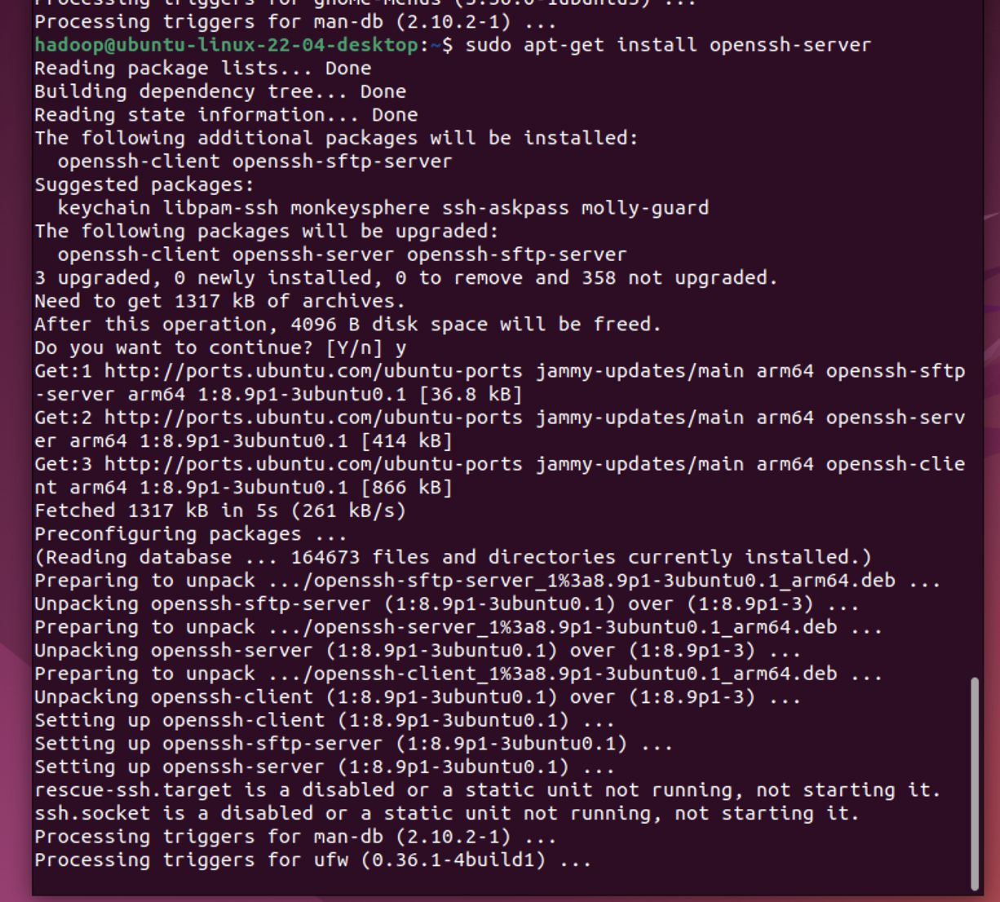 Processing triggers for gnome-menus (3.36.0-1ubuntu3) ...
Processing triggers for man-db (2.10.2-1) ...
hadoop@ubuntu-linux-22-04-desktop:~$ sudo apt-get install openssh-server
Reading package lists... Done
Building dependency tree... Done
Reading state information... Done
The following additional packages will be installed:
  openssh-client openssh-sftp-server
Suggested packages:
  keychain libpam-ssh monkeysphere ssh-askpass molly-guard
The following packages will be upgraded:
  openssh-client openssh-server openssh-sftp-server
3 upgraded, 0 newly installed, 0 to remove and 358 not upgraded.
Need to get 1317 kB of archives.
After this operation, 4096 B disk space will be freed.
Do you want to continue? [Y/n] y
Get:1 http://ports.ubuntu.com/ubuntu-ports jammy-updates/main arm64 openssh-sftp
-server arm64 1:8.9p1-3ubuntu0.1 [36.8 kB]
Get:2 http://ports.ubuntu.com/ubuntu-ports jammy-updates/main arm64 openssh-serv
er arm64 1:8.9p1-3ubuntu0.1 [414 kB]
Get:3 http://ports.ubuntu.com/ubuntu-ports jammy-updates/main arm64 openssh-clie
nt arm64 1:8.9p1-3ubuntu0.1 [866 kB]
Fetched 1317 kB in 5s (261 kB/s)
Preconfiguring packages ...
(Reading database ... 164673 files and directories currently installed.)
Preparing to unpack .../openssh-sftp-server_1%3a8.9p1-3ubuntu0.1_arm64.deb ...
Unpacking openssh-sftp-server (1:8.9p1-3ubuntu0.1) over (1:8.9p1-3) ...
Preparing to unpack .../openssh-server_1%3a8.9p1-3ubuntu0.1_arm64.deb ...
Unpacking openssh-server (1:8.9p1-3ubuntu0.1) over (1:8.9p1-3) ...
Preparing to unpack .../openssh-client_1%3a8.9p1-3ubuntu0.1_arm64.deb ...
Unpacking openssh-client (1:8.9p1-3ubuntu0.1) over (1:8.9p1-3) ...
Setting up openssh-client (1:8.9p1-3ubuntu0.1) ...
Setting up openssh-sftp-server (1:8.9p1-3ubuntu0.1) ...
Setting up openssh-server (1:8.9p1-3ubuntu0.1) ...
rescue-ssh.target is a disabled or a static unit not running, not starting it.
ssh.socket is a disabled or a static unit not running, not starting it.
Processing triggers for man-db (2.10.2-1) ...
Processing triggers for ufw (0.36.1-4build1) ...